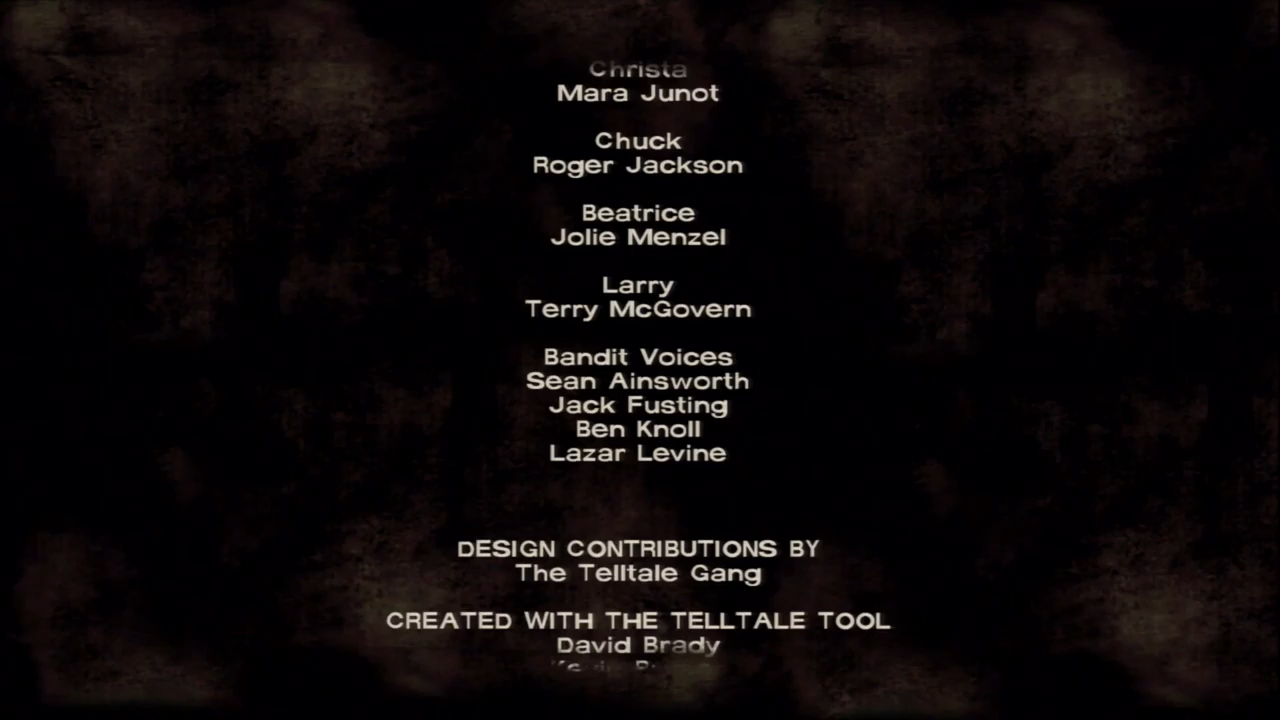 Christa
Mara Junot
Chuck
Roger Jackson
Beatrice
Jolie Menzel
Larry
Terry McGovern
Bandit Voices
Sean Ainsworth
Jack Fusting
Ben Knoll
Lazar Levine
DESIGN CONTRIBUTIONS BY
The Telltale Gang
CREATED WITH THE TELLTALE TOOL
David Brady